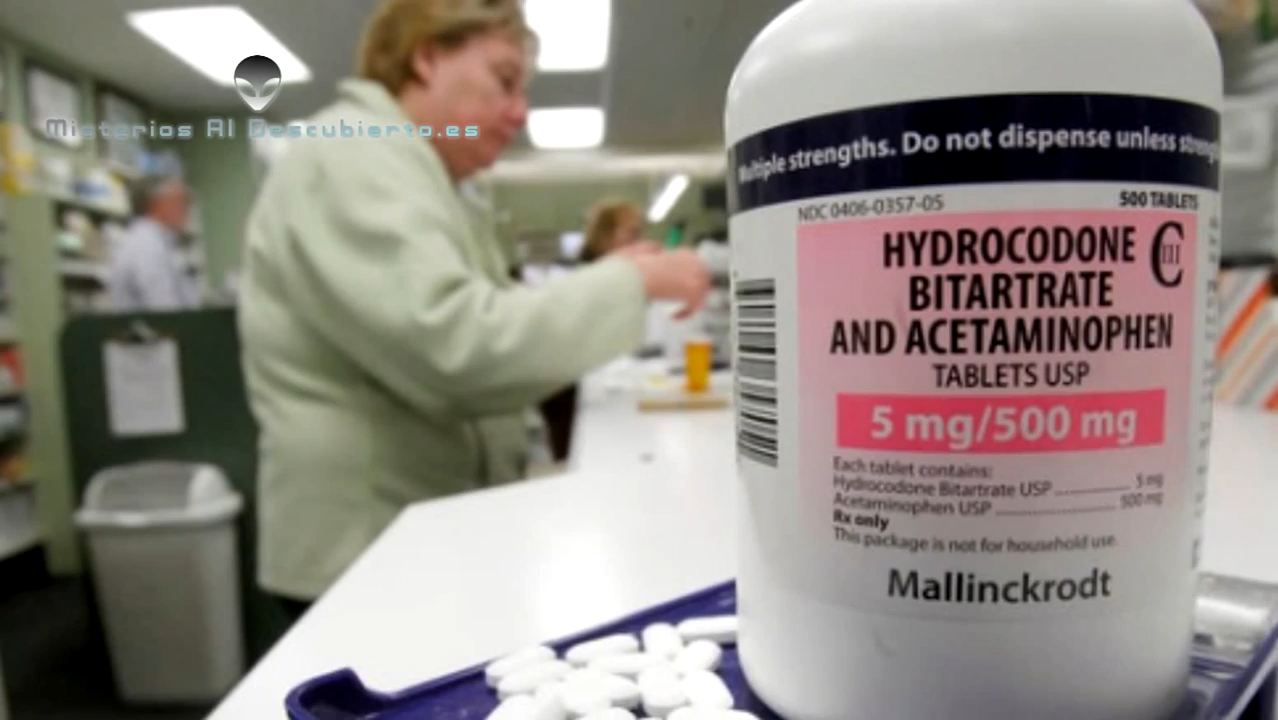 Misterios Al Descubierto.es
Multiple strengths. Do not dispense unless
NDC 0406-0357-05
500 TABLETS
HYDROCODONE
CIII
BITARTRATE
AND ACETAMINOPHEN
TABLETS USP
5 mg/500 mg
Each tablet contains:
Hydrocodone Bitartrate USP 5 mg
Acetaminophen USP 500 mg
Rx only
This package is not for household use.
Mallinckrodt